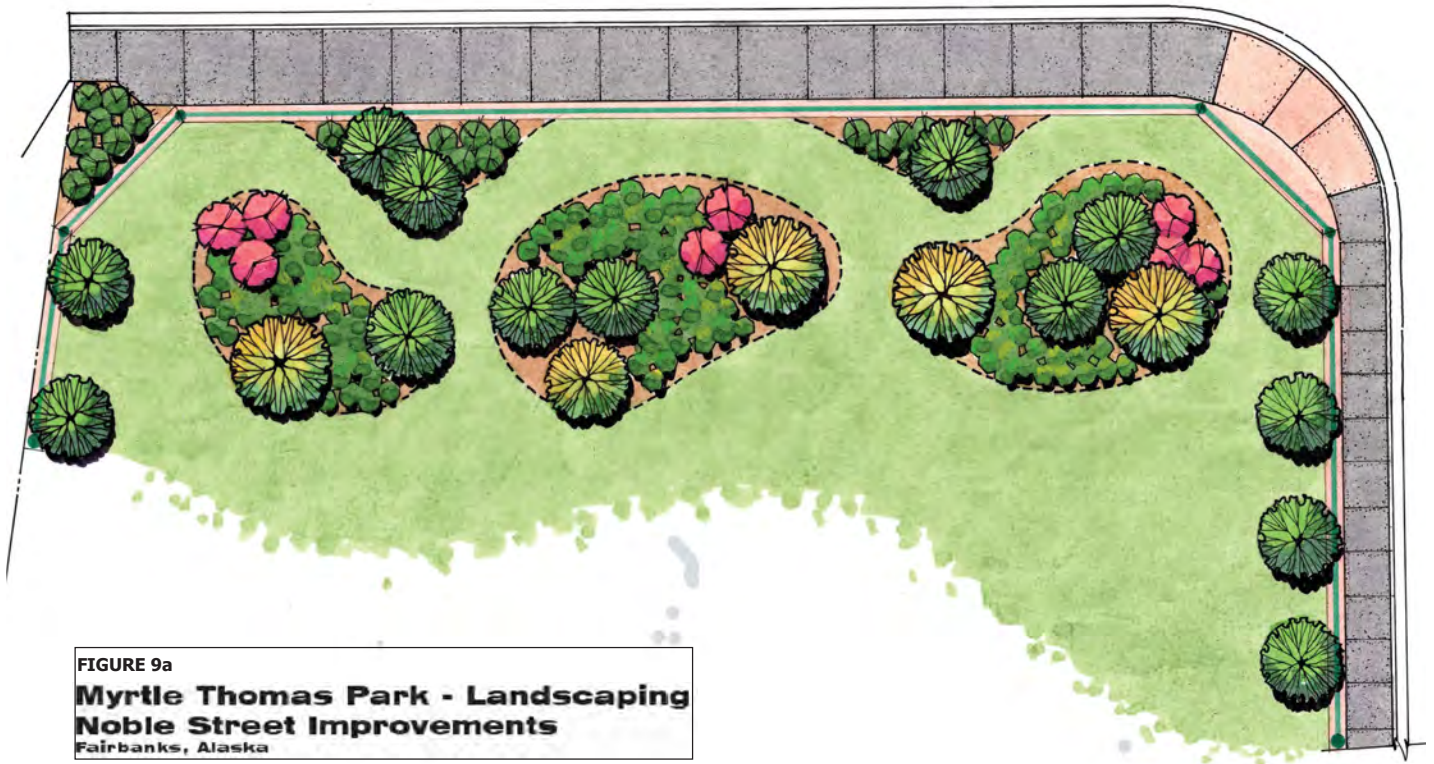 FIGURE 9a
Myrtle Thomas Park - Landscaping
Noble Street Improvements
Fairbanks, Alaska